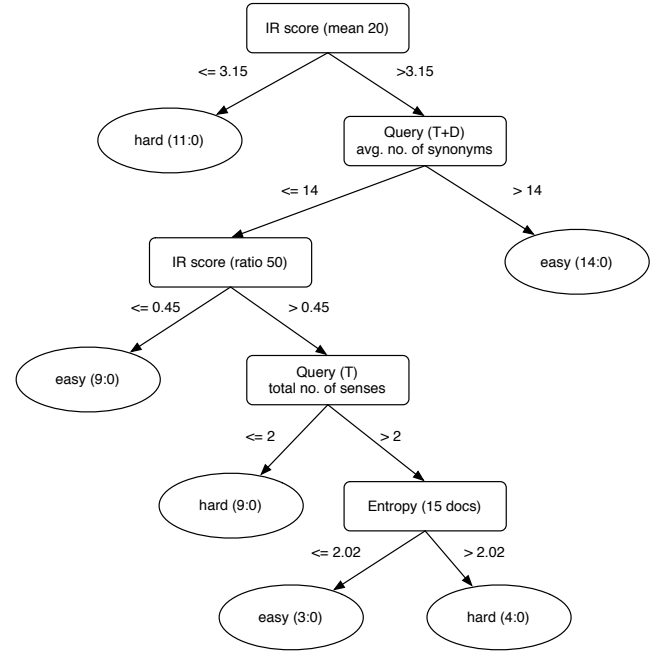 IR score (mean 20)
<= 3.15
>3.15
hard (11:0)
Query (T+D)
avg. no. of synonyms
<= 14
> 14
IR score (ratio 50)
easy (14:0)
<= 0.45
> 0.45
easy (9:0)
Query (T)
total no. of senses
<= 2
> 2
hard (9:0)
Entropy (15 docs)
<= 2.02
> 2.02
easy (3:0)
hard (4:0)